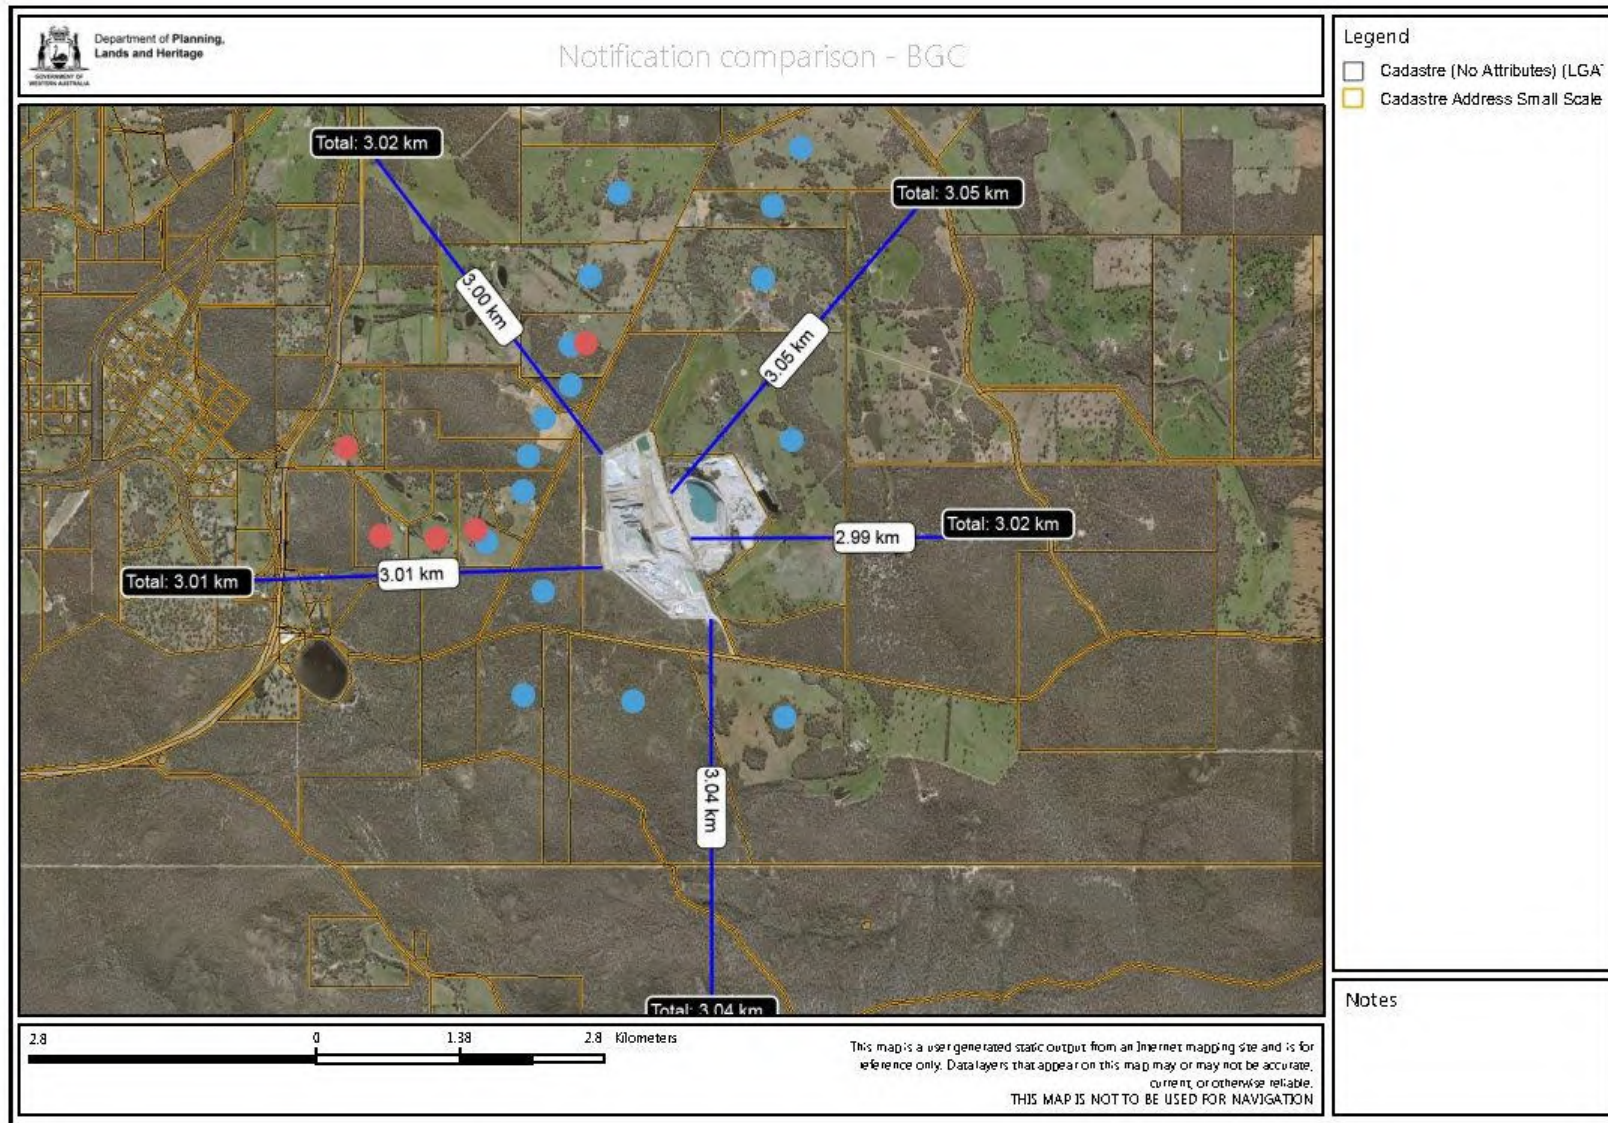 Department of Planning,
Lands and Heritage
GOVERNMENT OF
WESTERN AUSTRALIA
Notification comparison - BGC
Legend
Cadastre (No Attributes) (LGAT
Cadastre Address Small Scale
Total: 3.02 km
Total: 3.05 km
3.00 km
3.05 km
2.99 km
Total: 3.02 km
Total: 3.01 km
3.01 km
3.04 km
Total: 3.04 km
Notes
2.8 0 1.38 2.8 Kilometers
This map is a user generated static output from an Internet mapping site and is for
reference only. Data layers that appear on this map may or may not be accurate,
current, or otherwise reliable.
THIS MAP IS NOT TO BE USED FOR NAVIGATION